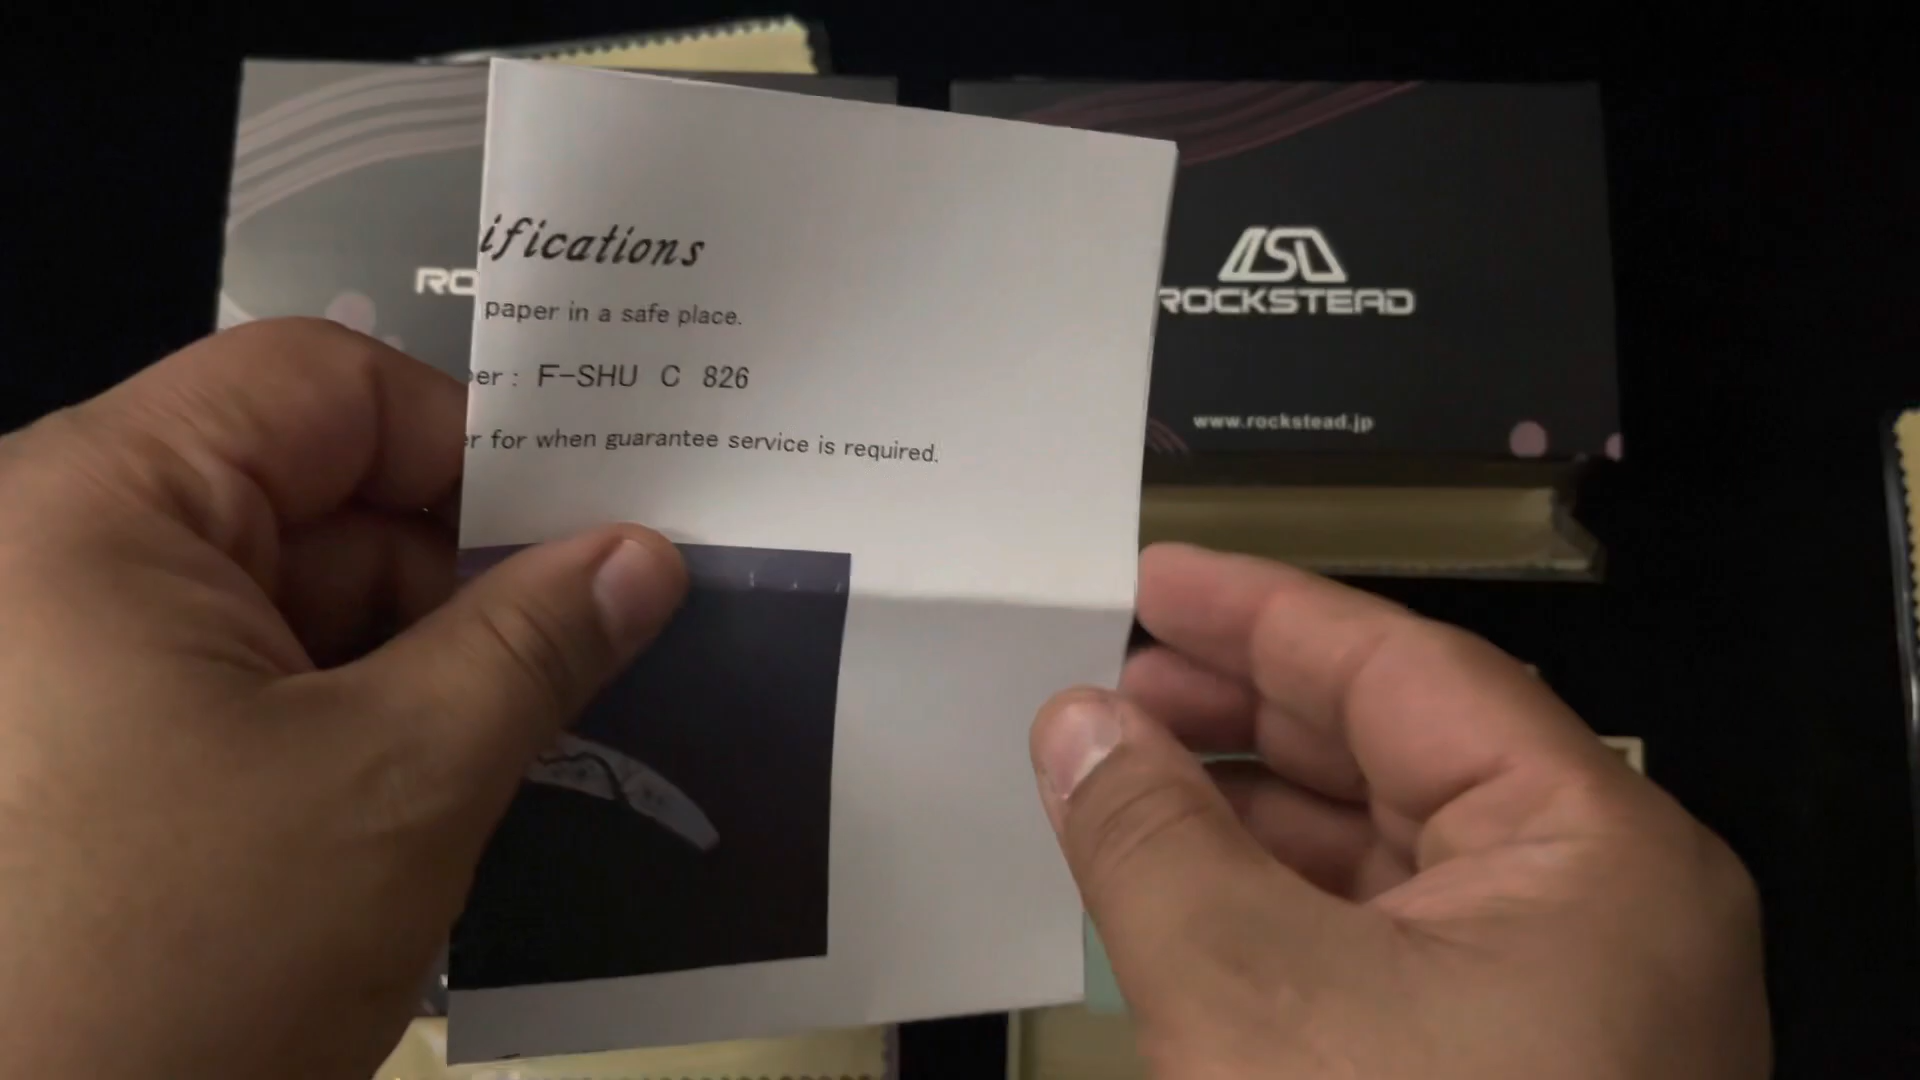 ifications
paper in a safe place.
er : F-SHU C 826
er for when guarantee service is required.
RO
ROCKSTEAD
www.rockstead.jp